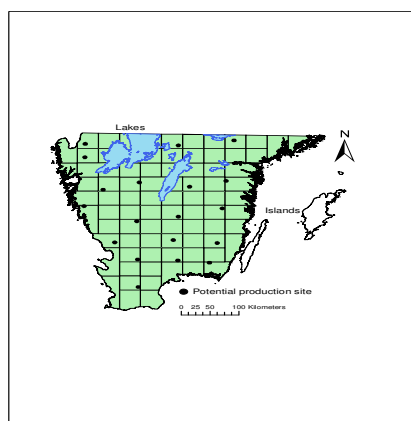 Lakes
N
Islands
Potential production site
0 25 50 100 Kilometers